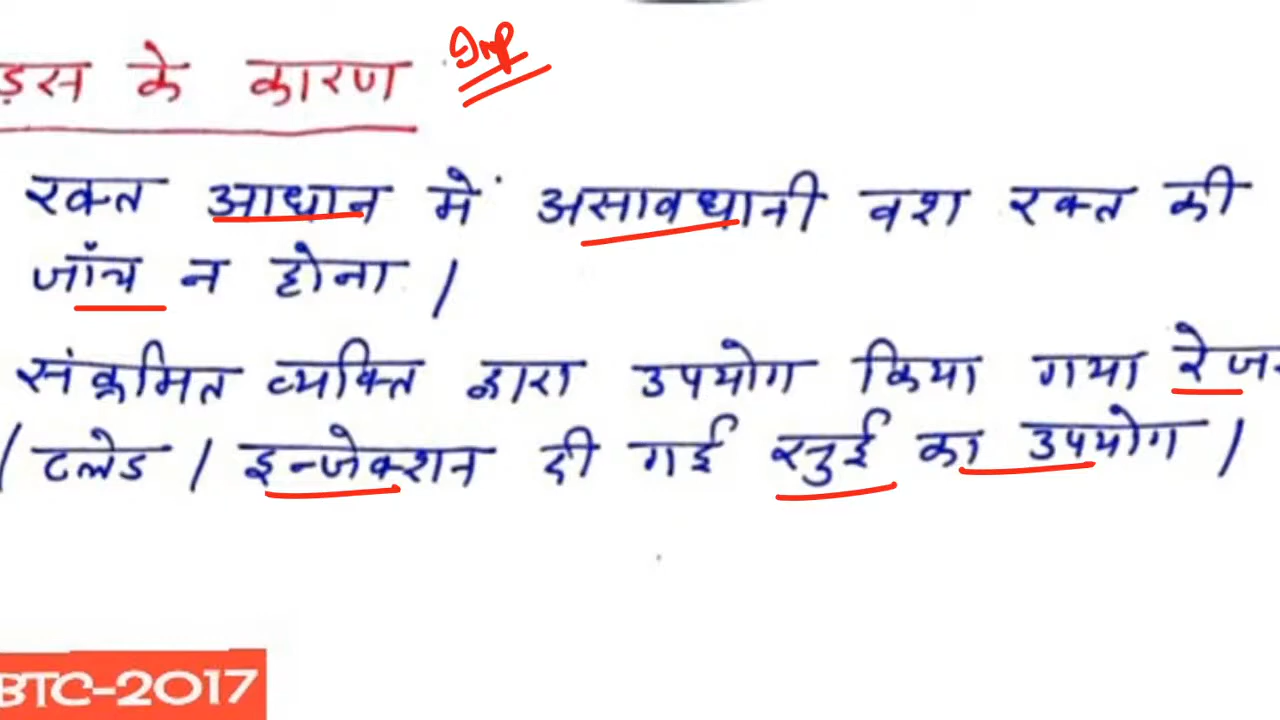 ड़स के कारण Imp
रक्त आधान में असावधानी वश रक्त की
जाँच न होना |
संक्रमित व्यक्ति द्वारा उपयोग किया गया रेज
/ ब्लेड / इन्जेक्शन दी गई सुई का उपयोग |
BTC-2017